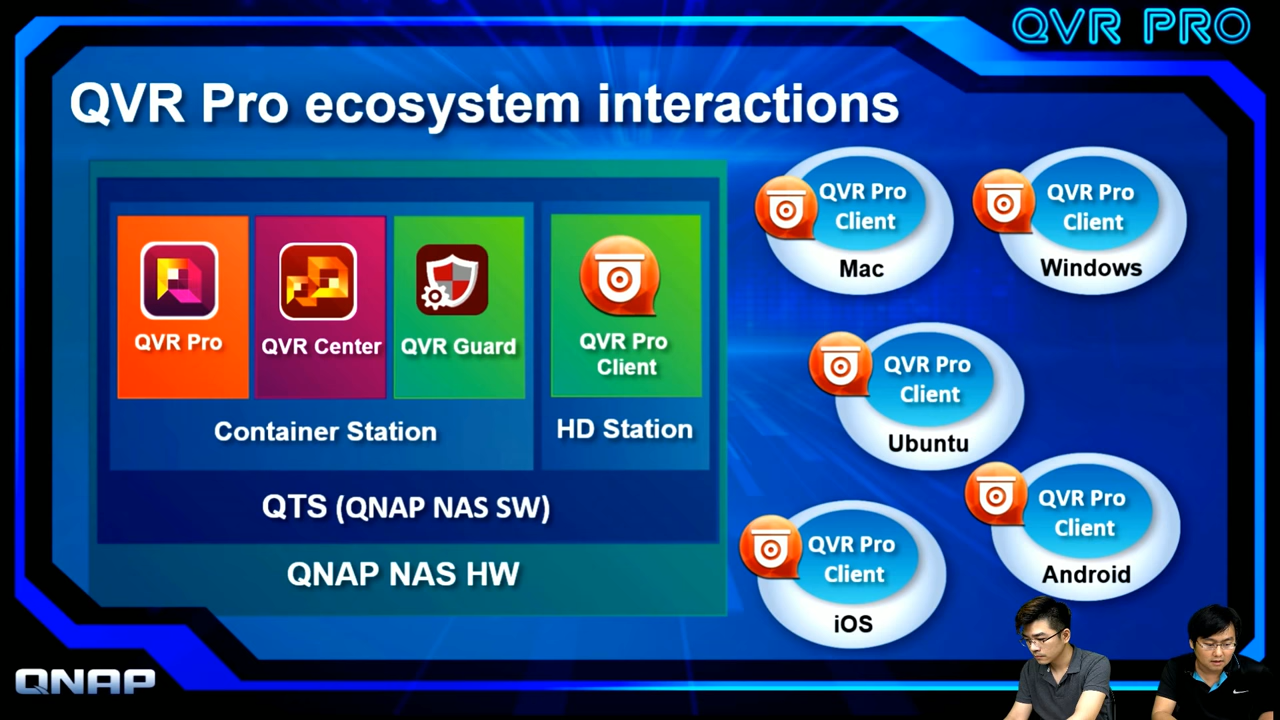 QVR PRO
QVR Pro ecosystem interactions
QVR Pro
QVR Center
QVR Guard
QVR Pro
Client
Container Station
HD Station
QTS (QNAP NAS SW)
QNAP NAS HW
QVR Pro
Client
Mac
QVR Pro
Client
Windows
QVR Pro
Client
Ubuntu
QVR Pro
Client
Android
QVR Pro
Client
iOS
QNAP